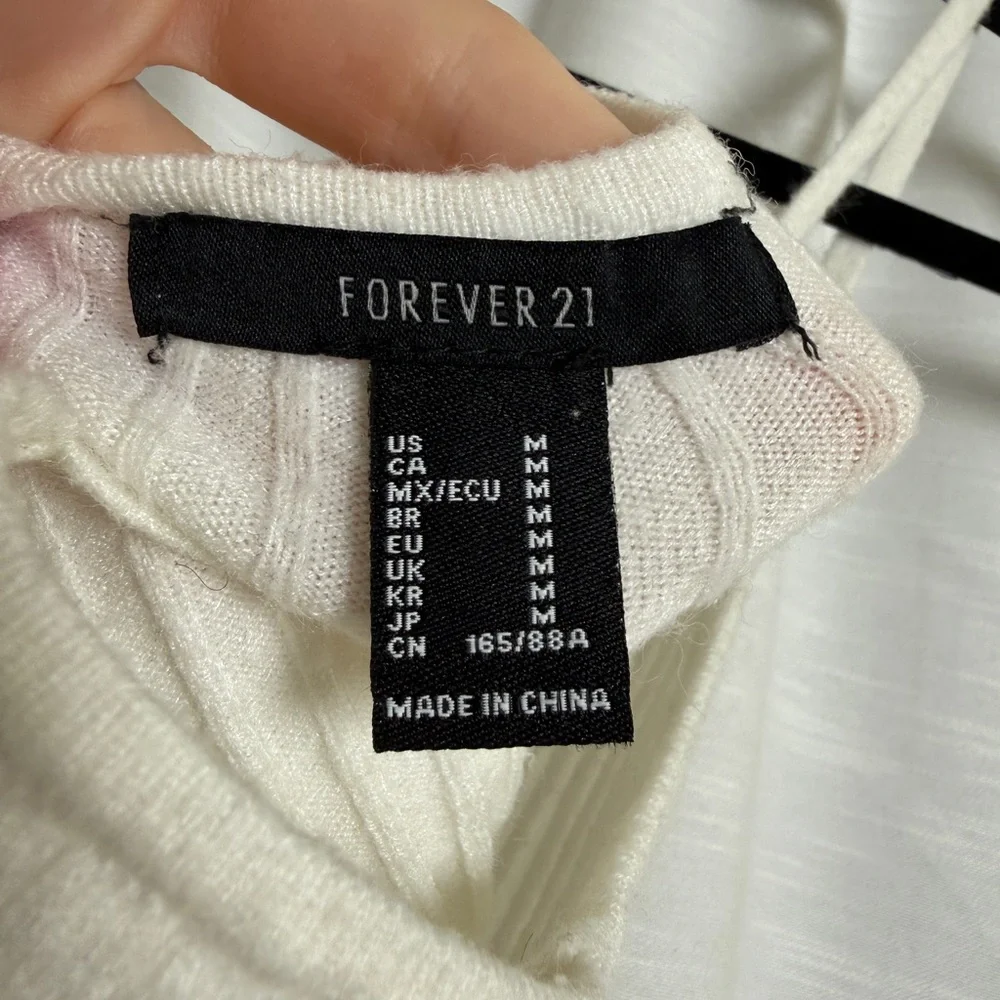 FOREVER 21
US M
CA M
MX/ECU M
BR M
EU M
UK M
KR M
JP M
CN 165/88A
MADE IN CHINA